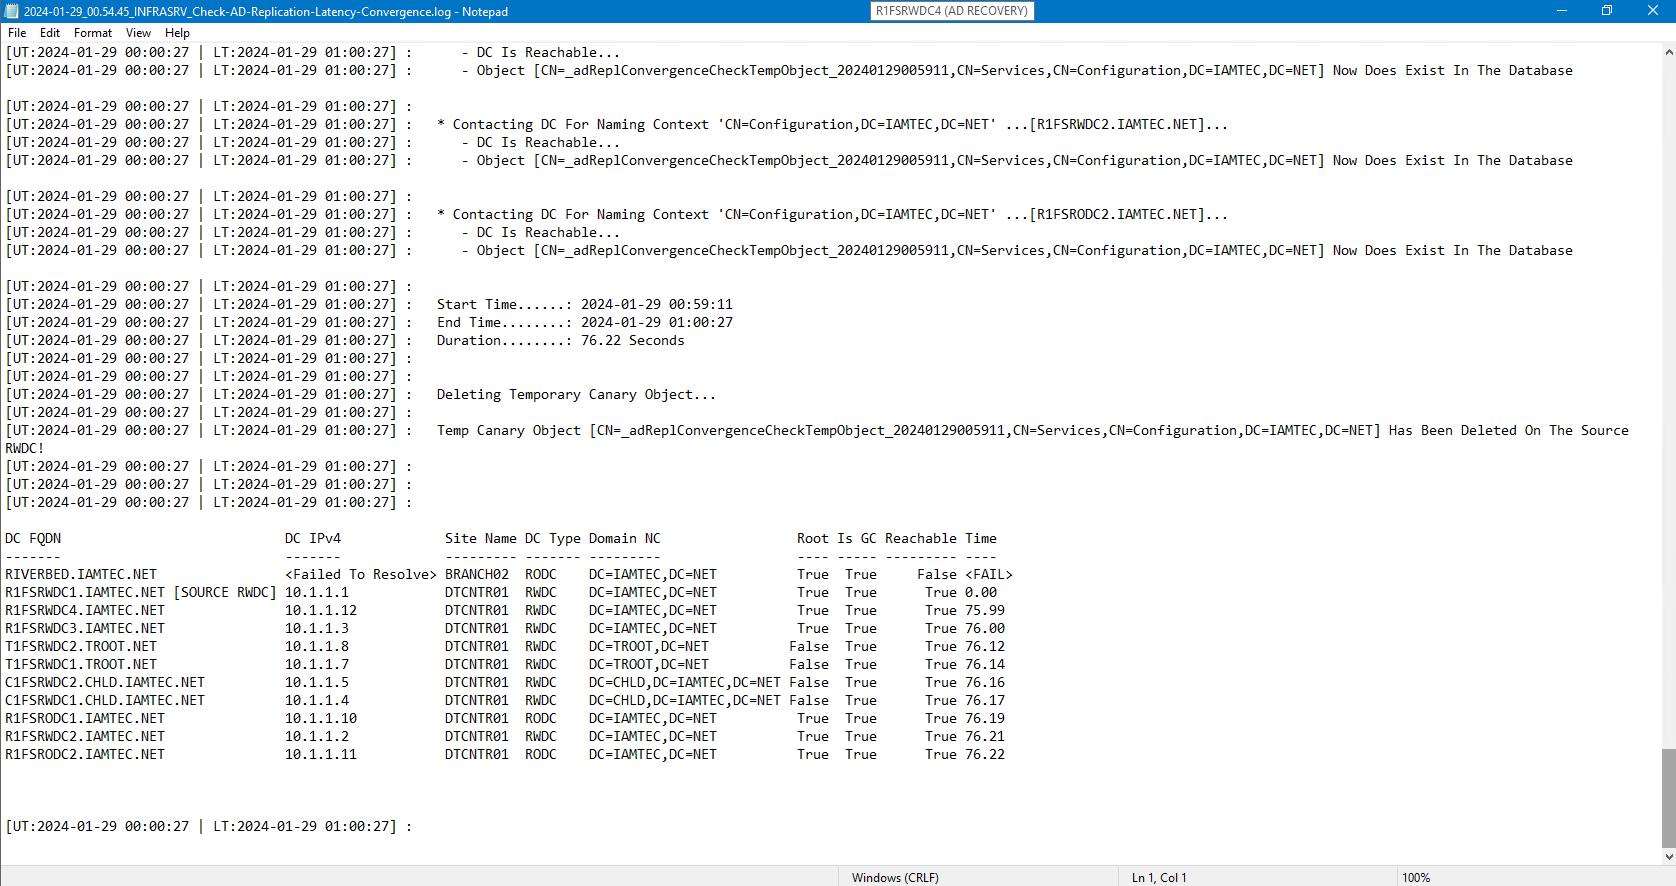 2024-01-29_00.54.45_INFRASRV_Check-AD-Replication-Latency-Convergence.log - Notepad
R1FSRWDC4 (AD RECOVERY)
File Edit Format View Help
[UT:2024-01-29 00:00:27 | LT:2024-01-29 01:00:27] :      - DC Is Reachable...
[UT:2024-01-29 00:00:27 | LT:2024-01-29 01:00:27] :      - Object [CN=_adReplConvergenceCheckTempObject_20240129005911,CN=Services,CN=Configuration,DC=IAMTEC,DC=NET] Now Does Exist In The Database
[UT:2024-01-29 00:00:27 | LT:2024-01-29 01:00:27] :
[UT:2024-01-29 00:00:27 | LT:2024-01-29 01:00:27] :   * Contacting DC For Naming Context 'CN=Configuration,DC=IAMTEC,DC=NET' ...[R1FSRWDC2.IAMTEC.NET]...
[UT:2024-01-29 00:00:27 | LT:2024-01-29 01:00:27] :      - DC Is Reachable...
[UT:2024-01-29 00:00:27 | LT:2024-01-29 01:00:27] :      - Object [CN=_adReplConvergenceCheckTempObject_20240129005911,CN=Services,CN=Configuration,DC=IAMTEC,DC=NET] Now Does Exist In The Database
[UT:2024-01-29 00:00:27 | LT:2024-01-29 01:00:27] :
[UT:2024-01-29 00:00:27 | LT:2024-01-29 01:00:27] :   * Contacting DC For Naming Context 'CN=Configuration,DC=IAMTEC,DC=NET' ...[R1FSRODC2.IAMTEC.NET]...
[UT:2024-01-29 00:00:27 | LT:2024-01-29 01:00:27] :      - DC Is Reachable...
[UT:2024-01-29 00:00:27 | LT:2024-01-29 01:00:27] :      - Object [CN=_adReplConvergenceCheckTempObject_20240129005911,CN=Services,CN=Configuration,DC=IAMTEC,DC=NET] Now Does Exist In The Database
[UT:2024-01-29 00:00:27 | LT:2024-01-29 01:00:27] :
[UT:2024-01-29 00:00:27 | LT:2024-01-29 01:00:27] :   Start Time......: 2024-01-29 00:59:11
[UT:2024-01-29 00:00:27 | LT:2024-01-29 01:00:27] :   End Time........: 2024-01-29 01:00:27
[UT:2024-01-29 00:00:27 | LT:2024-01-29 01:00:27] :   Duration........: 76.22 Seconds
[UT:2024-01-29 00:00:27 | LT:2024-01-29 01:00:27] :
[UT:2024-01-29 00:00:27 | LT:2024-01-29 01:00:27] :
[UT:2024-01-29 00:00:27 | LT:2024-01-29 01:00:27] :   Deleting Temporary Canary Object...
[UT:2024-01-29 00:00:27 | LT:2024-01-29 01:00:27] :
[UT:2024-01-29 00:00:27 | LT:2024-01-29 01:00:27] :   Temp Canary Object [CN=_adReplConvergenceCheckTempObject_20240129005911,CN=Services,CN=Configuration,DC=IAMTEC,DC=NET] Has Been Deleted On The Source
RWDC!
[UT:2024-01-29 00:00:27 | LT:2024-01-29 01:00:27] :
[UT:2024-01-29 00:00:27 | LT:2024-01-29 01:00:27] :
[UT:2024-01-29 00:00:27 | LT:2024-01-29 01:00:27] :
DC FQDN                            DC IPv4             Site Name DC Type Domain NC                 Root Is GC Reachable Time
-------                            -------             --------- ------- ---------                 ---- ----- --------- ----
RIVERBED.IAMTEC.NET                <Failed To Resolve> BRANCH02  RODC    DC=IAMTEC,DC=NET          True  True     False <FAIL>
R1FSRWDC1.IAMTEC.NET [SOURCE RWDC] 10.1.1.1            DTCNTR01  RWDC    DC=IAMTEC,DC=NET          True  True      True 0.00
R1FSRWDC4.IAMTEC.NET               10.1.1.12           DTCNTR01  RWDC    DC=IAMTEC,DC=NET          True  True      True 75.99
R1FSRWDC3.IAMTEC.NET               10.1.1.3            DTCNTR01  RWDC    DC=IAMTEC,DC=NET          True  True      True 76.00
T1FSRWDC2.TROOT.NET                10.1.1.8            DTCNTR01  RWDC    DC=TROOT,DC=NET          False  True      True 76.12
T1FSRWDC1.TROOT.NET                10.1.1.7            DTCNTR01  RWDC    DC=TROOT,DC=NET          False  True      True 76.14
C1FSRWDC2.CHLD.IAMTEC.NET          10.1.1.5            DTCNTR01  RWDC    DC=CHLD,DC=IAMTEC,DC=NET False  True      True 76.16
C1FSRWDC1.CHLD.IAMTEC.NET          10.1.1.4            DTCNTR01  RWDC    DC=CHLD,DC=IAMTEC,DC=NET False  True      True 76.17
R1FSRODC1.IAMTEC.NET               10.1.1.10           DTCNTR01  RODC    DC=IAMTEC,DC=NET          True  True      True 76.19
R1FSRWDC2.IAMTEC.NET               10.1.1.2            DTCNTR01  RWDC    DC=IAMTEC,DC=NET          True  True      True 76.21
R1FSRODC2.IAMTEC.NET               10.1.1.11           DTCNTR01  RODC    DC=IAMTEC,DC=NET          True  True      True 76.22
[UT:2024-01-29 00:00:27 | LT:2024-01-29 01:00:27] :
Windows (CRLF) Ln 1, Col 1 100%